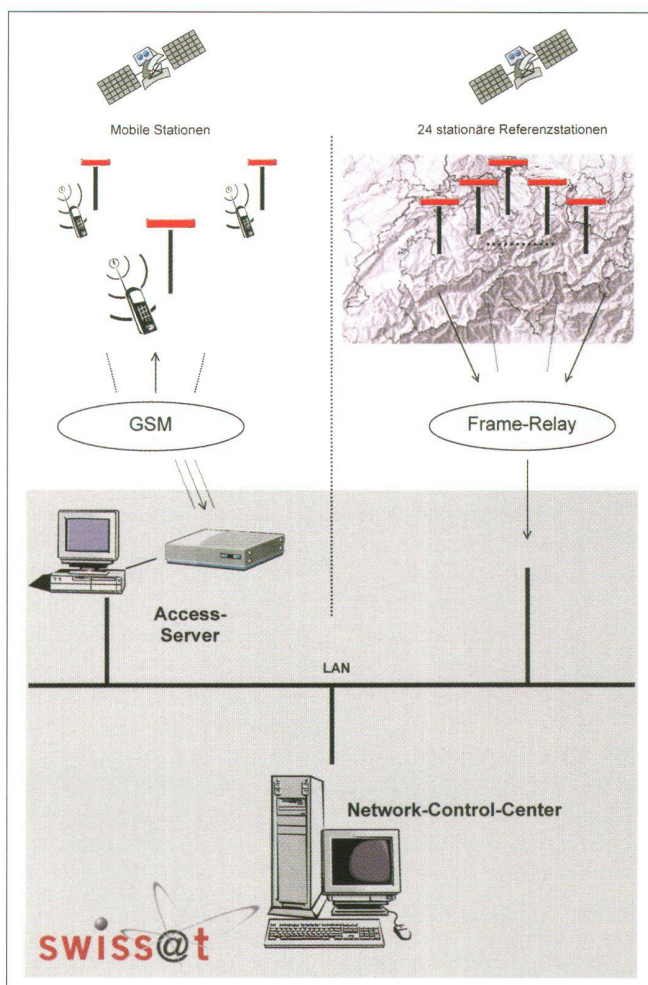 Mobile Stationen
24 stationäre Referenzstationen
GSM
Frame-Relay
Access-
Server
LAN
Network-Control-Center
swiss@t